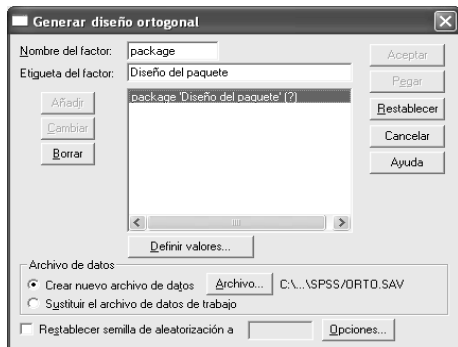 Generar diseño ortogonal
Nombre del factor: package
Etiqueta del factor: Diseño del paquete
Añadir
Cambiar
Borrar
package 'Diseño del paquete' (?)
Definir valores...
Aceptar
Pegar
Restablecer
Cancelar
Ayuda
Archivo de datos
Crear nuevo archivo de datos Archivo... C:\...\SPSS/ORTO.SAV
Sustituir el archivo de datos de trabajo
Restablecer semilla de aleatorización a Opciones...